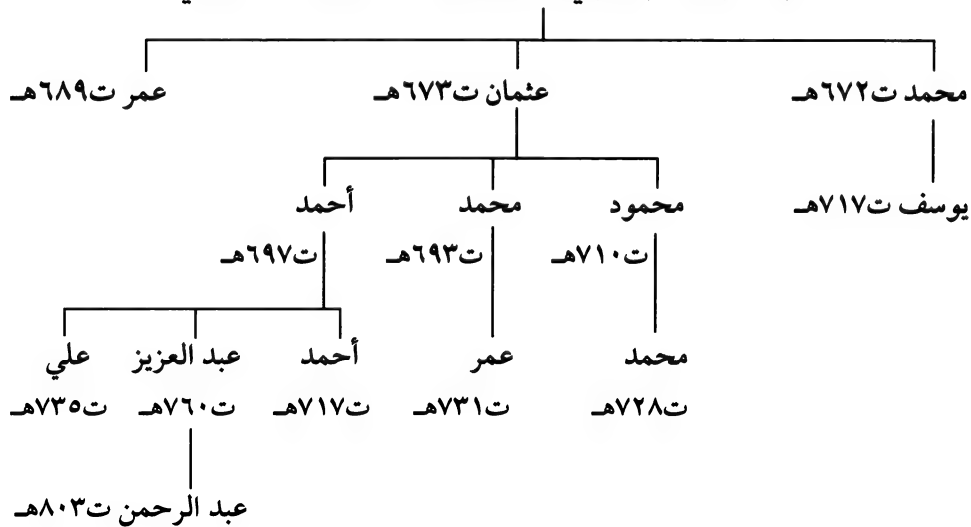 محمد ت٦٧٢هـ عثمان ت٦٧٣هـ عمر ت٦٨٩هـ
يوسف ت٧١٧هـ محمود محمد أحمد
ت٧١٠هـ ت٦٩٣هـ ت٦٩٧هـ
محمد عمر أحمد عبد العزيز علي
ت٧٢٨هـ ت٧٣١هـ ت٧١٧هـ ت٧٦٠هـ ت٧٣٥هـ
عبد الرحمن ت٨٠٣هـ